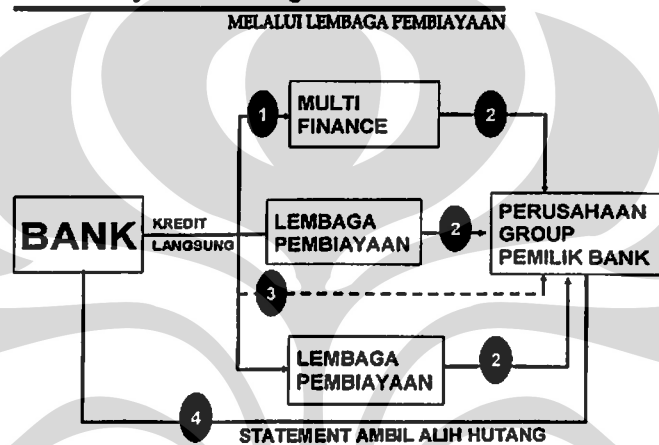 MELALUI LEMBAGA PEMBIAYAAN
1
MULTI
FINANCE
2
BANK
KREDIT
LANGSUNG
LEMBAGA
PEMBIAYAAN
2
PERUSAHAAN
GROUP
PEMILIK BANK
3
LEMBAGA
PEMBIAYAAN
2
4
STATEMENT AMBIL ALIH HUTANG